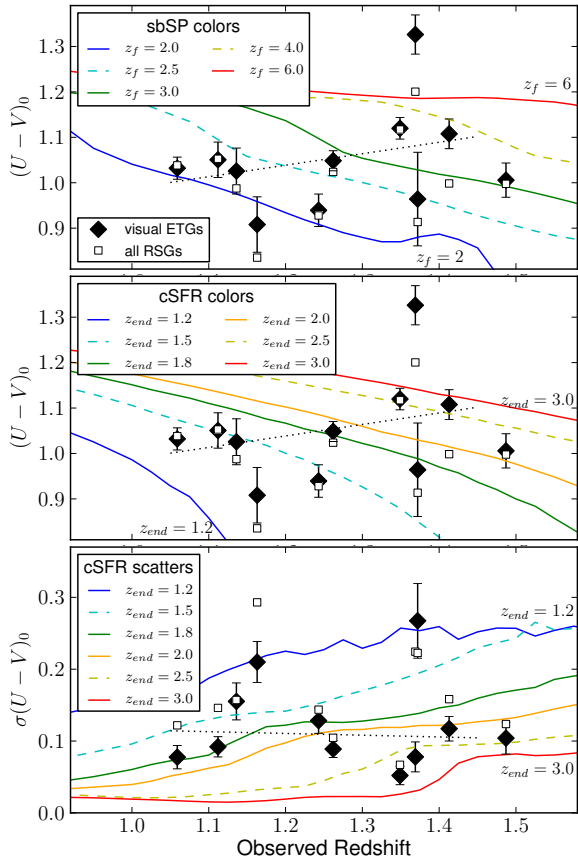 sbSP colors
z_f = 2.0
z_f = 2.5
z_f = 3.0
z_f = 4.0
z_f = 6.0
z_f = 6
z_f = 2
visual ETGs
all RSGs
(U − V)_0
1.3
1.2
1.1
1.0
0.9
cSFR colors
z_end = 1.2
z_end = 1.5
z_end = 1.8
z_end = 2.0
z_end = 2.5
z_end = 3.0
z_end = 3.0
z_end = 1.2
(U − V)_0
1.3
1.2
1.1
1.0
0.9
cSFR scatters
z_end = 1.2
z_end = 1.5
z_end = 1.8
z_end = 2.0
z_end = 2.5
z_end = 3.0
z_end = 1.2
z_end = 3.0
σ(U − V)_0
0.3
0.2
0.1
0.0
1.0 1.1 1.2 1.3 1.4 1.5
Observed Redshift